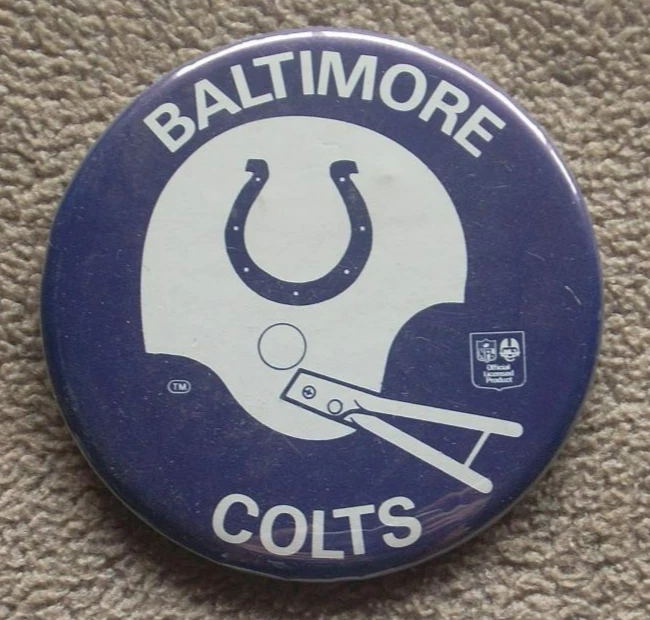 BALTIMORE
TM
NFL
Official
Licensed
Product
COLTS